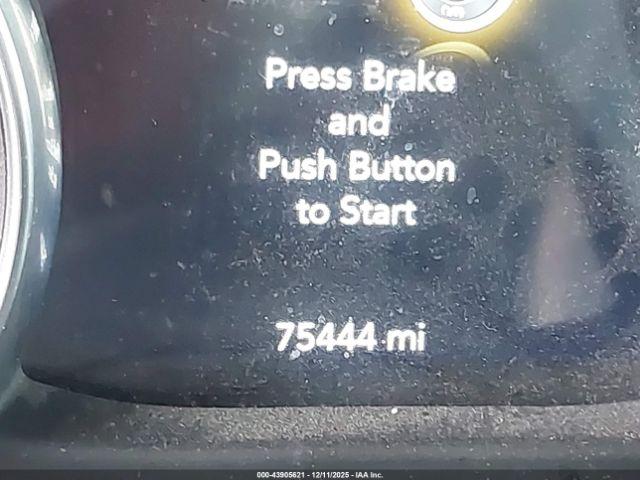 Press Brake
and
Push Button
to Start
75444 mi
000-43905621 - 12/11/2025 - IAA Inc.